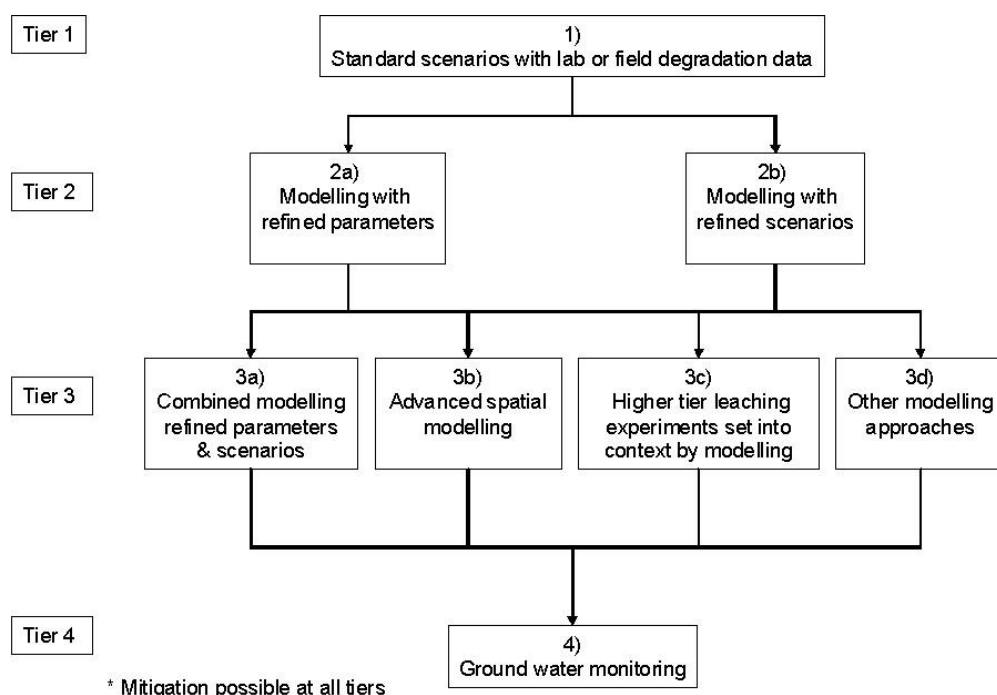 Tier 1
1)
Standard scenarios with lab or field degradation data
Tier 2
2a)
Modelling with
refined parameters
2b)
Modelling with
refined scenarios
Tier 3
3a)
Combined modelling
refined parameters
& scenarios
3b)
Advanced spatial
modelling
3c)
Higher tier leaching
experiments set into
context by modelling
3d)
Other modelling
approaches
Tier 4
4)
Ground water monitoring
* Mitigation possible at all tiers